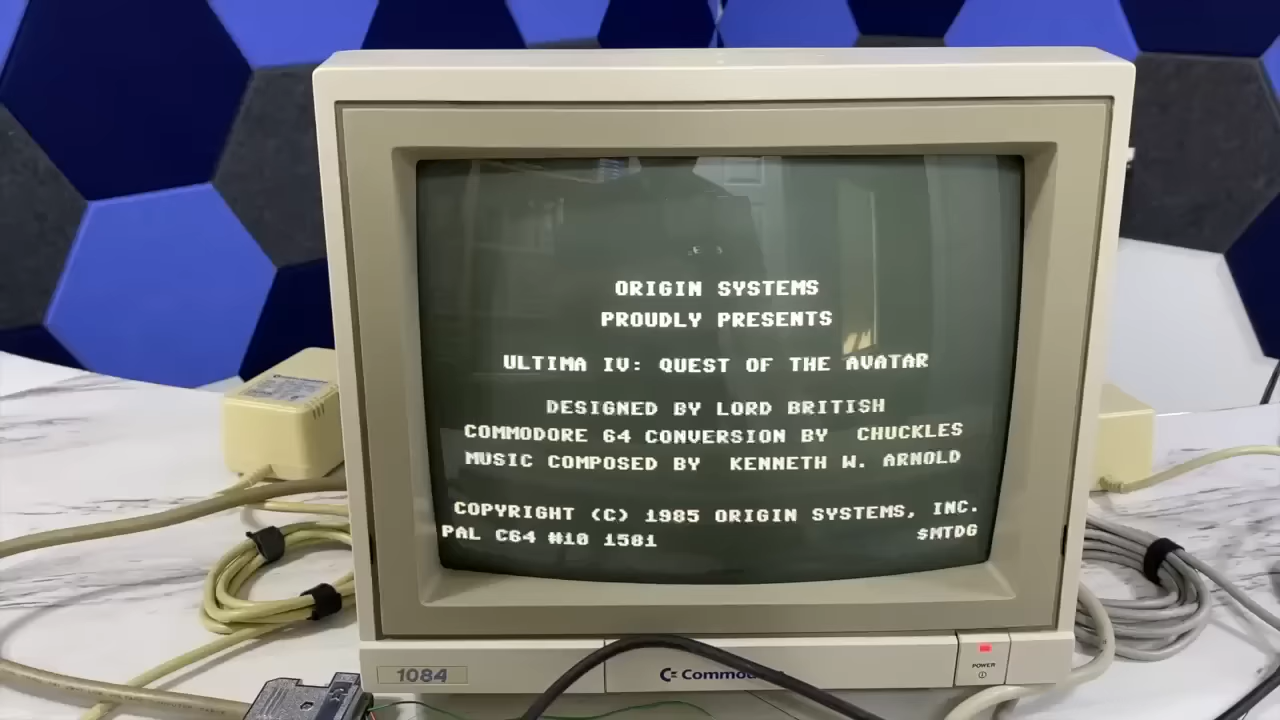 ORIGIN SYSTEMS
PROUDLY PRESENTS
ULTIMA IV: QUEST OF THE AVATAR
DESIGNED BY LORD BRITISH
COMMODORE 64 CONVERSION BY CHUCKLES
MUSIC COMPOSED BY KENNETH W. ARNOLD
COPYRIGHT (C) 1985 ORIGIN SYSTEMS, INC.
PAL C64 #10 1581 $MTDG
1084
POWER